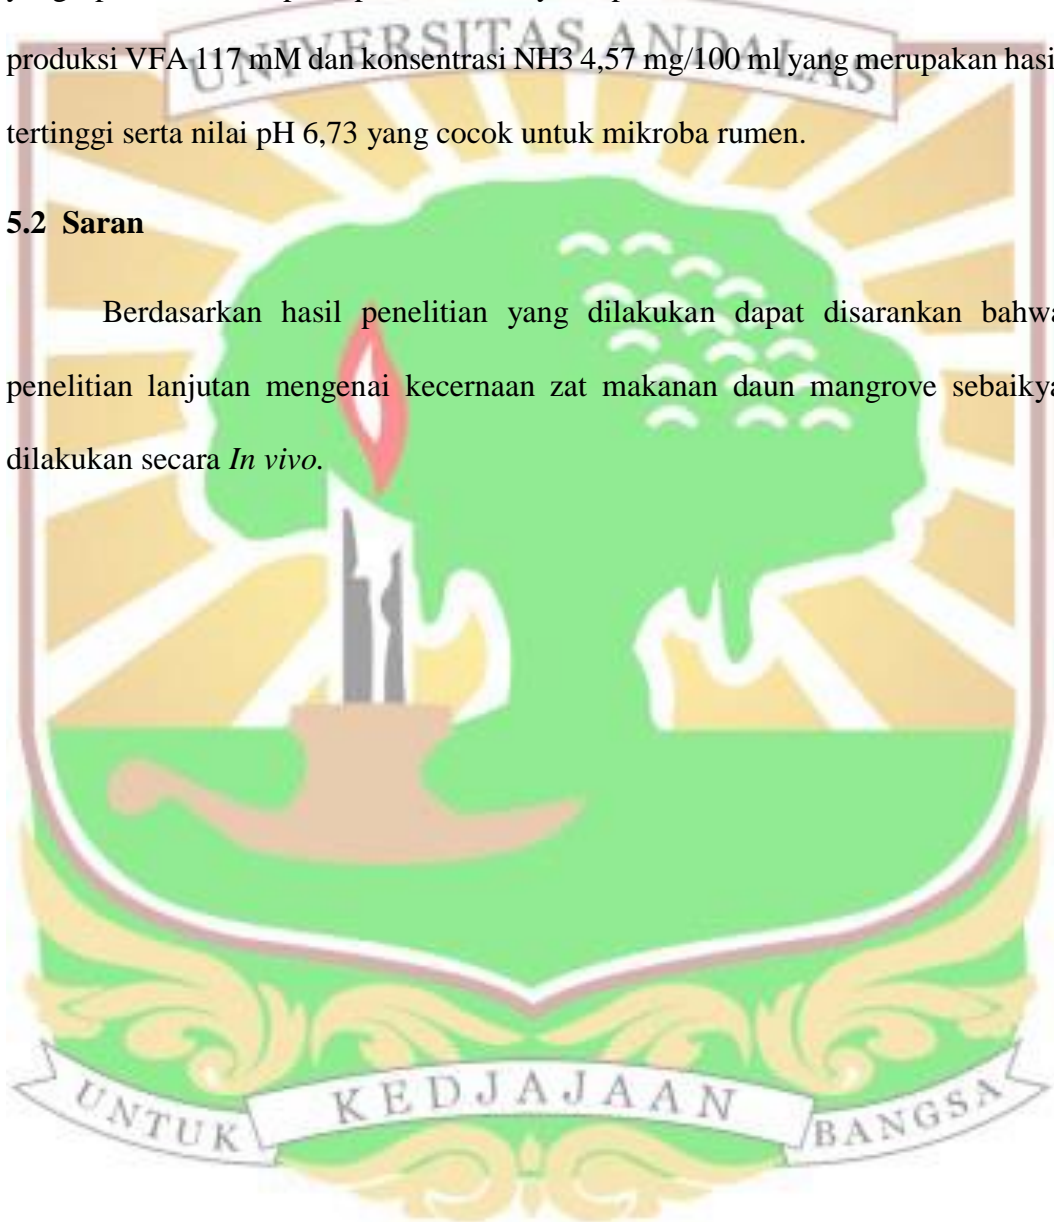 UNIVERSITAS ANDALAS
produksi VFA 117 mM dan konsentrasi NH3 4,57 mg/100 ml yang merupakan hasi
tertinggi serta nilai pH 6,73 yang cocok untuk mikroba rumen.
5.2 Saran
Berdasarkan hasil penelitian yang dilakukan dapat disarankan bahwa
penelitian lanjutan mengenai kecernaan zat makanan daun mangrove sebaikya
dilakukan secara In vivo.
UNTUK KEDJAJAAN BANGSA